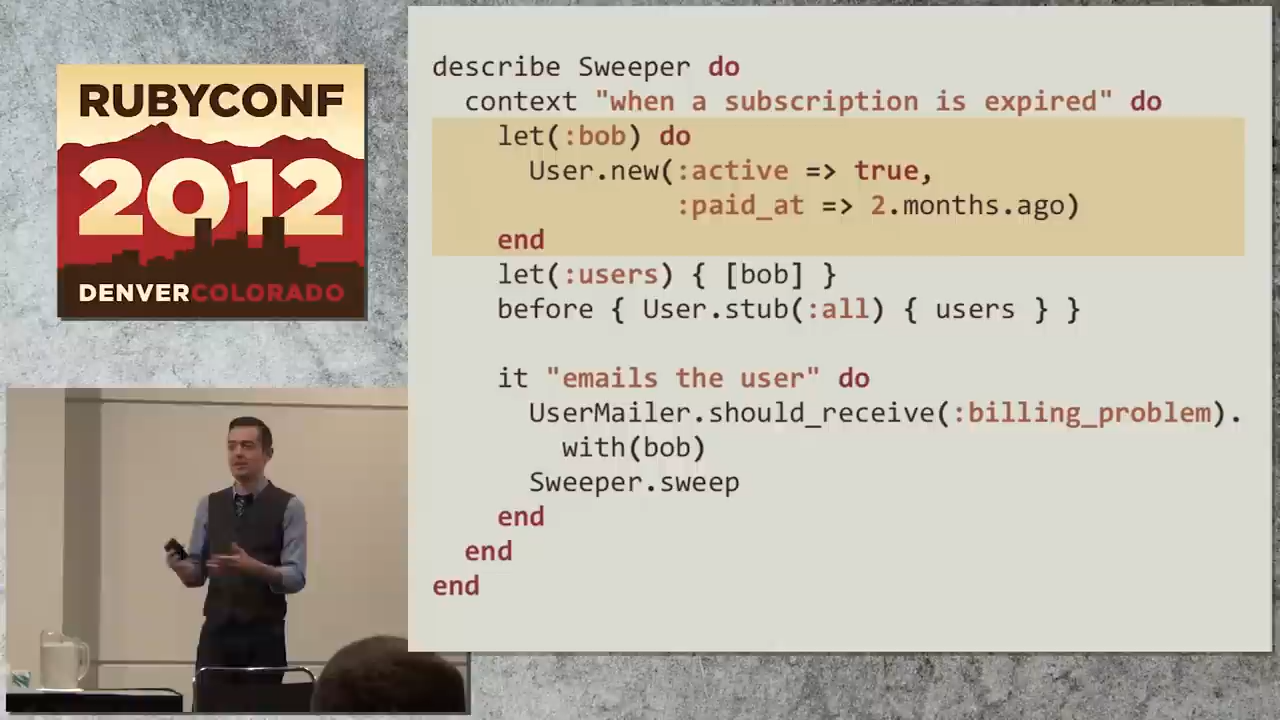 RUBYCONF
2012
DENVERCOLORADO
describe Sweeper do
  context "when a subscription is expired" do
    let(:bob) do
      User.new(:active => true,
               :paid_at => 2.months.ago)
    end
    let(:users) { [bob] }
    before { User.stub(:all) { users } }

    it "emails the user" do
      UserMailer.should_receive(:billing_problem).
        with(bob)
      Sweeper.sweep
    end
  end
end